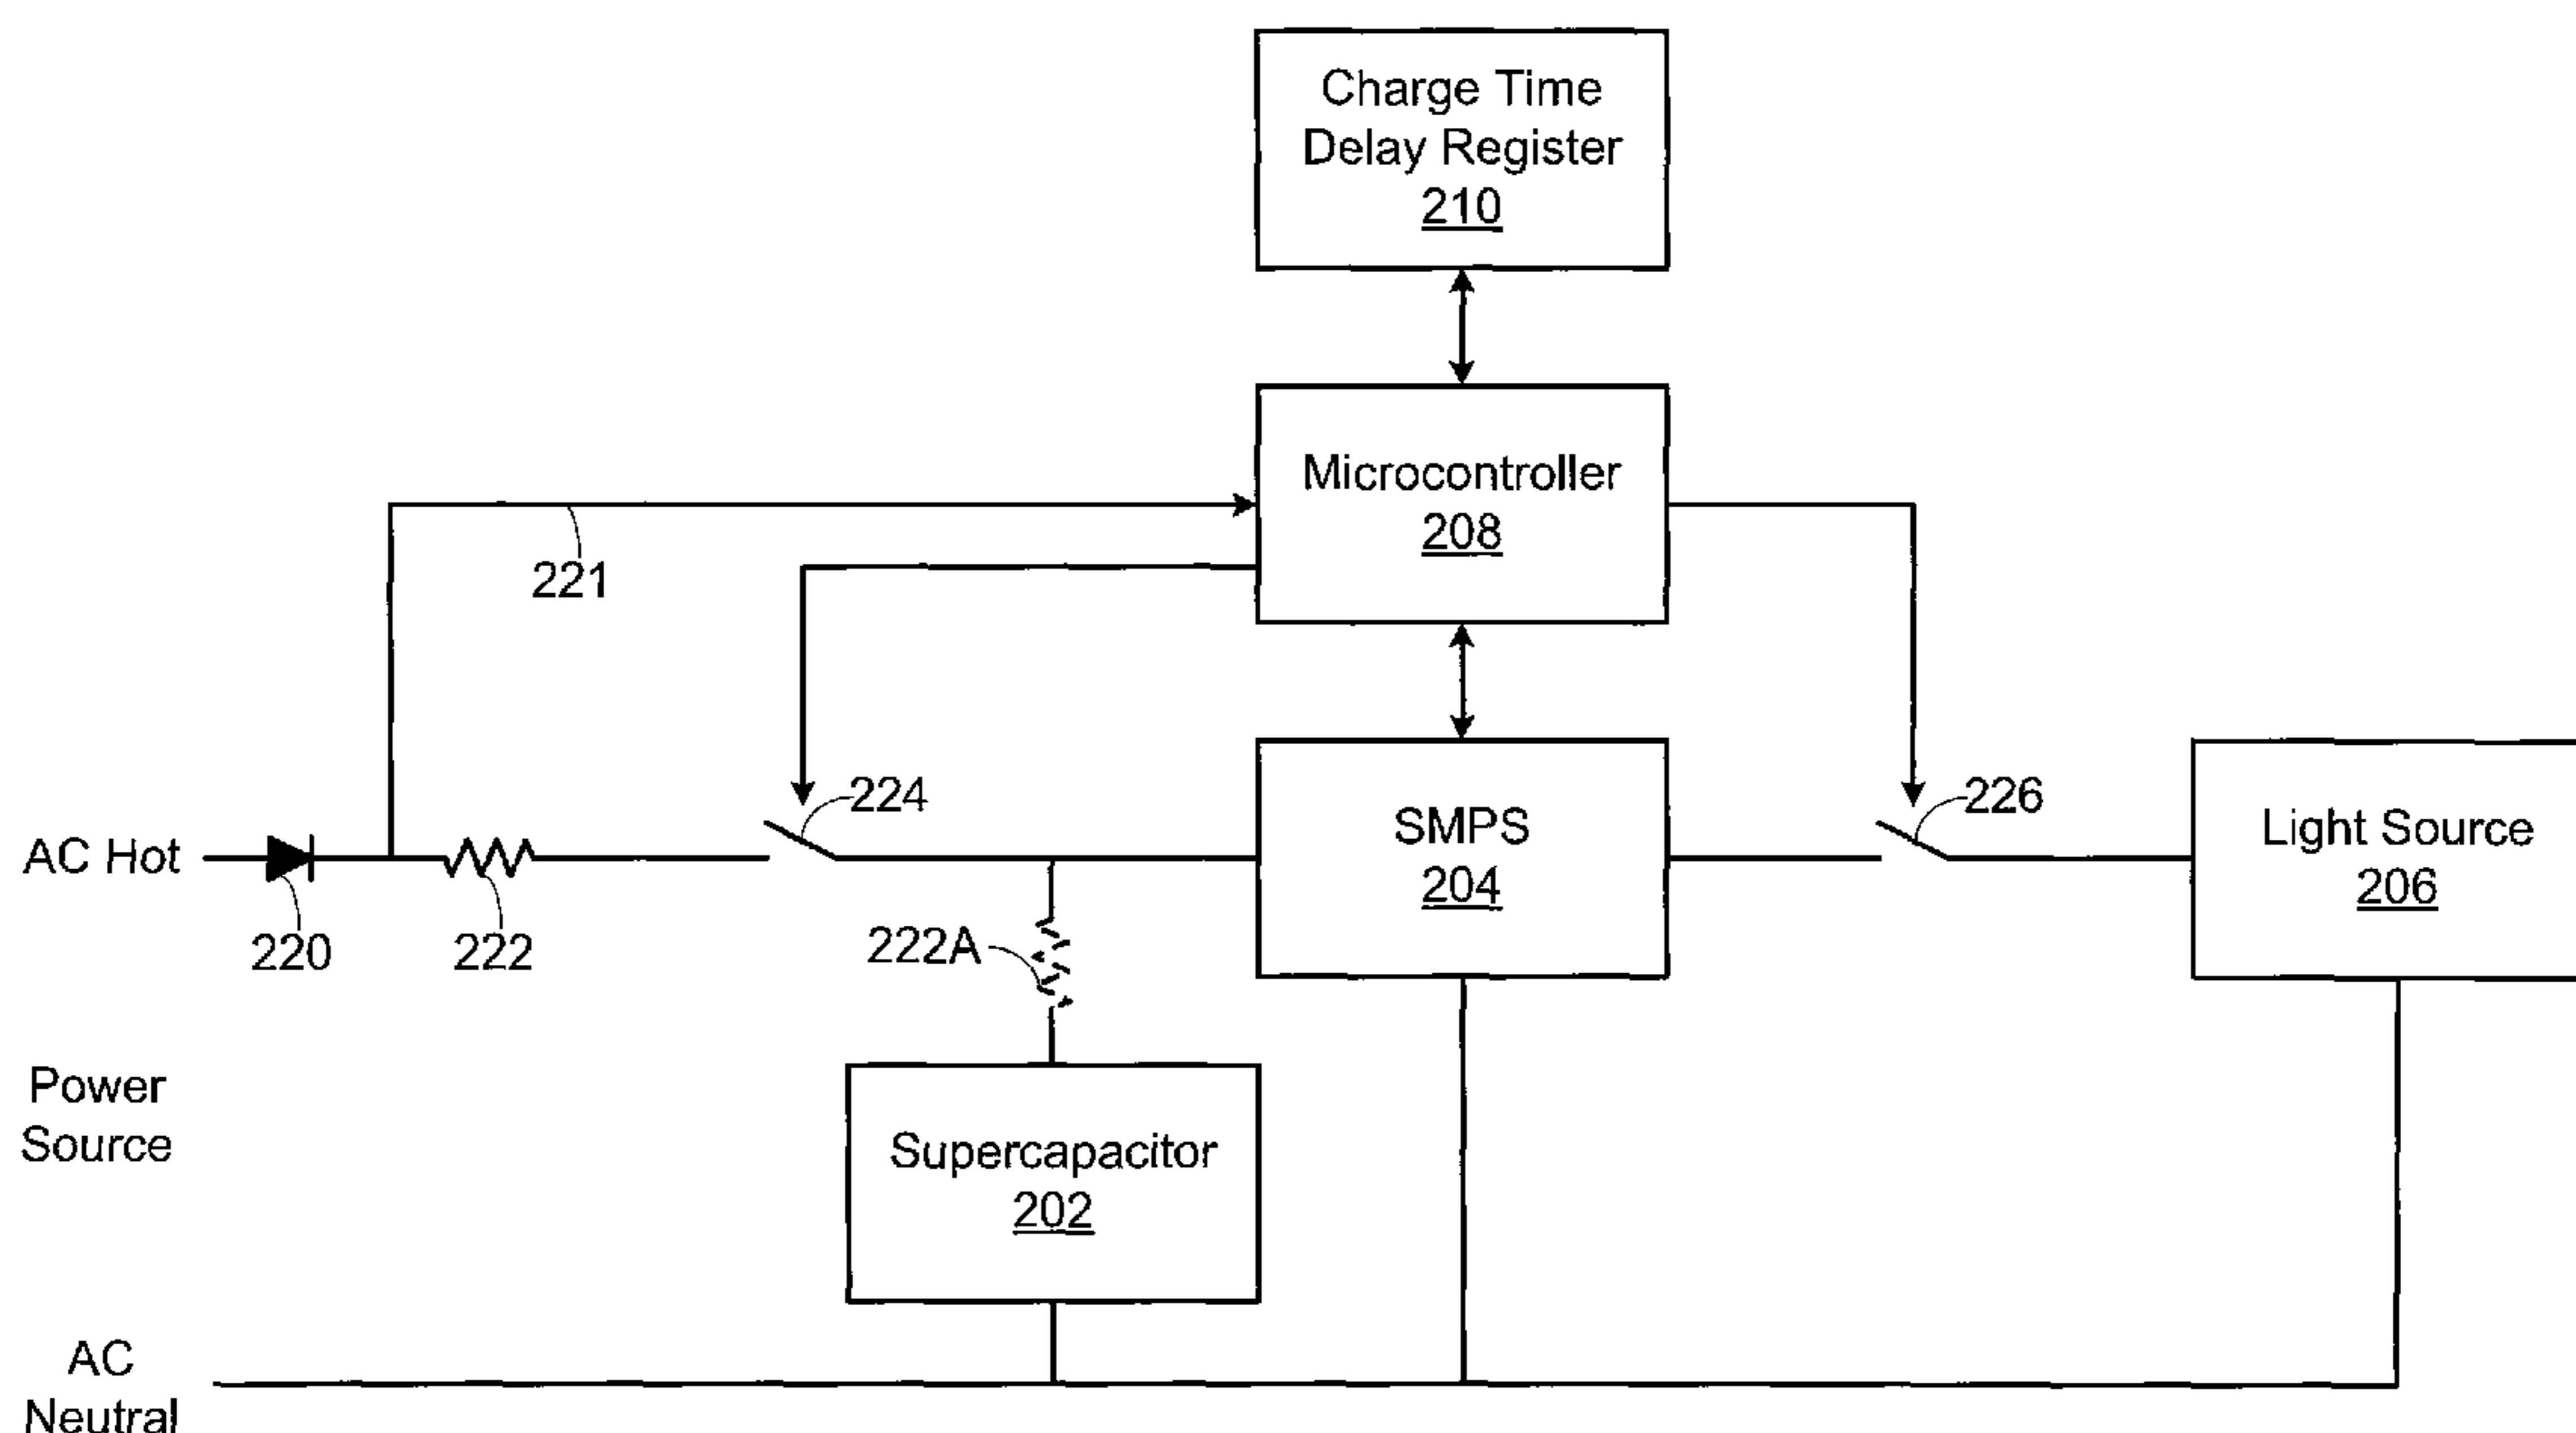 Charge Time
Delay Register
210
Microcontroller
208
221
224
226
AC Hot
SMPS
204
Light Source
206
220
222
222A
Power
Source
Supercapacitor
202
AC
Neutral